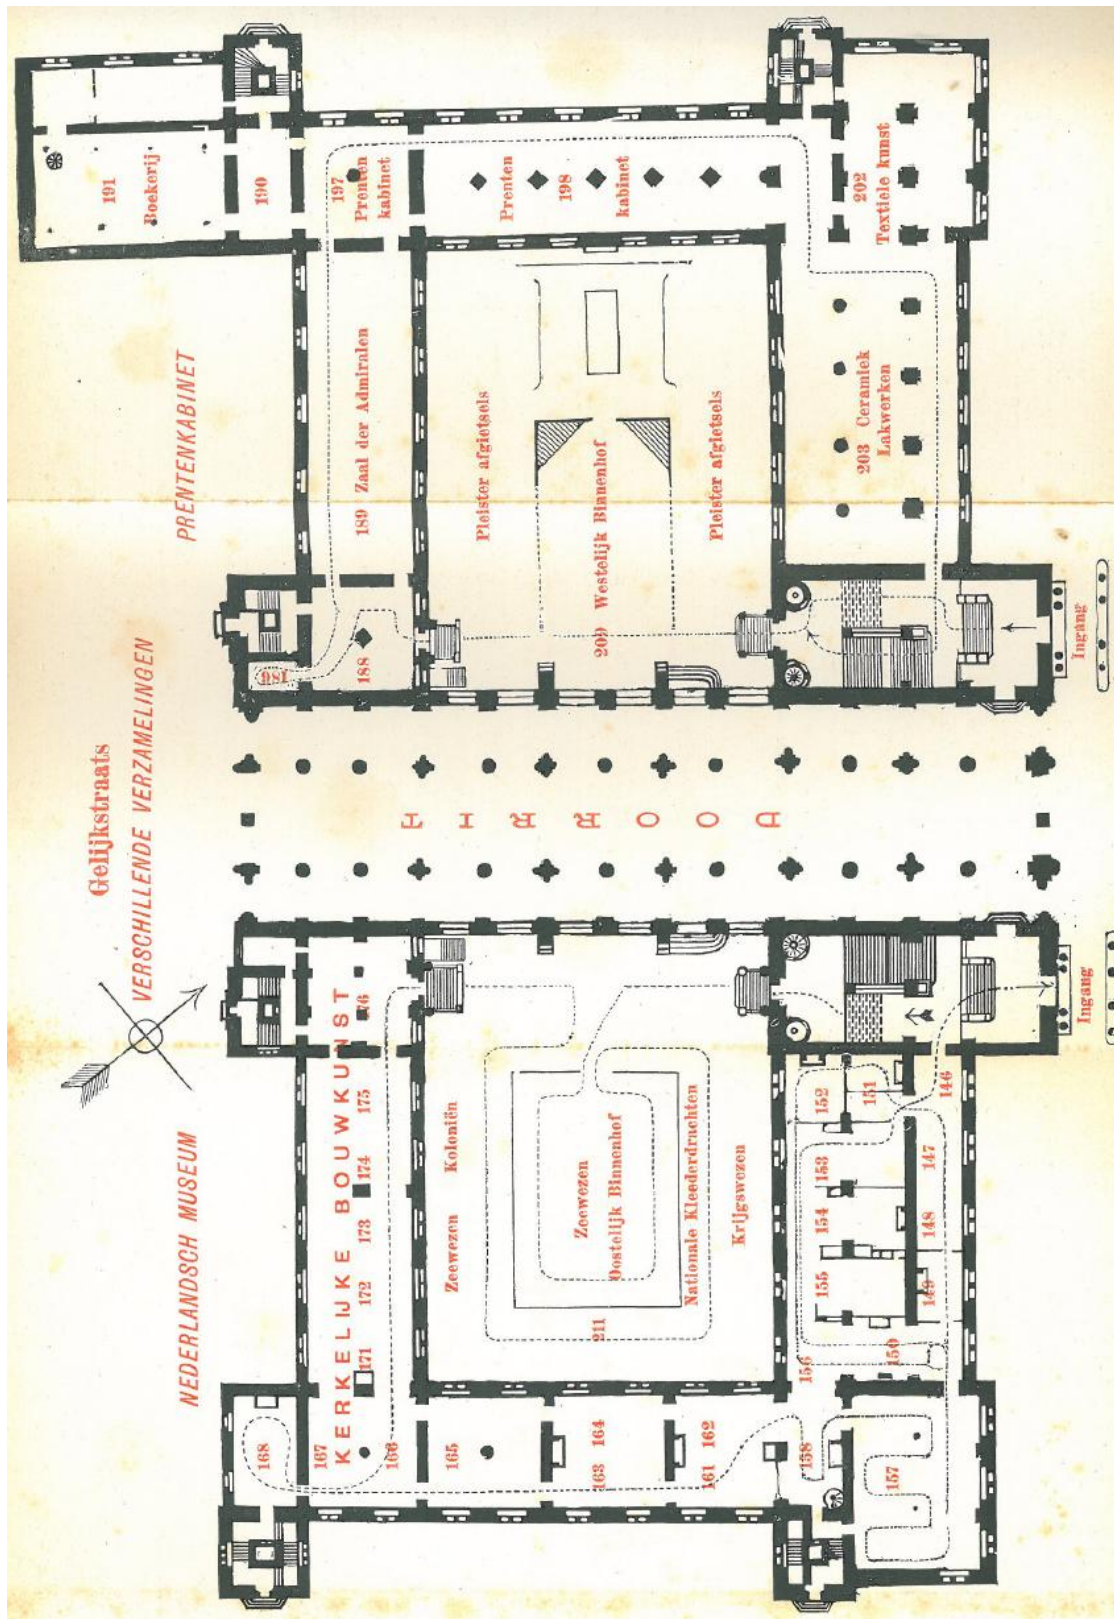 Gelijkstraats
VERSCHILLENDE VERZAMELINGEN
NEDERLANDSCH MUSEUM
PRENTENKABINET
191
Boekerij
190
197
Prenten
kabinet
Prenten
198
kabinet
202
Textiele kunst
189 Zaal der Admiralen
Pleister afgietsels
209 Westelijk Binnenhof
Pleister afgietsels
203 Ceramiek
Lakwerken
186
188
Ingang
DOORRIT
KERKELIJKE BOUWKUNST
176
175
174
173
172
171
168
167
166
165
164
163
162
161
158
157
Zeewezen Koloniën
Zeewezen
Oostelijk Binnenhof
Nationale Kleederdrachten
Krijgswezen
211
152
151
146
153
147
154
148
155
149
156
150
Ingang